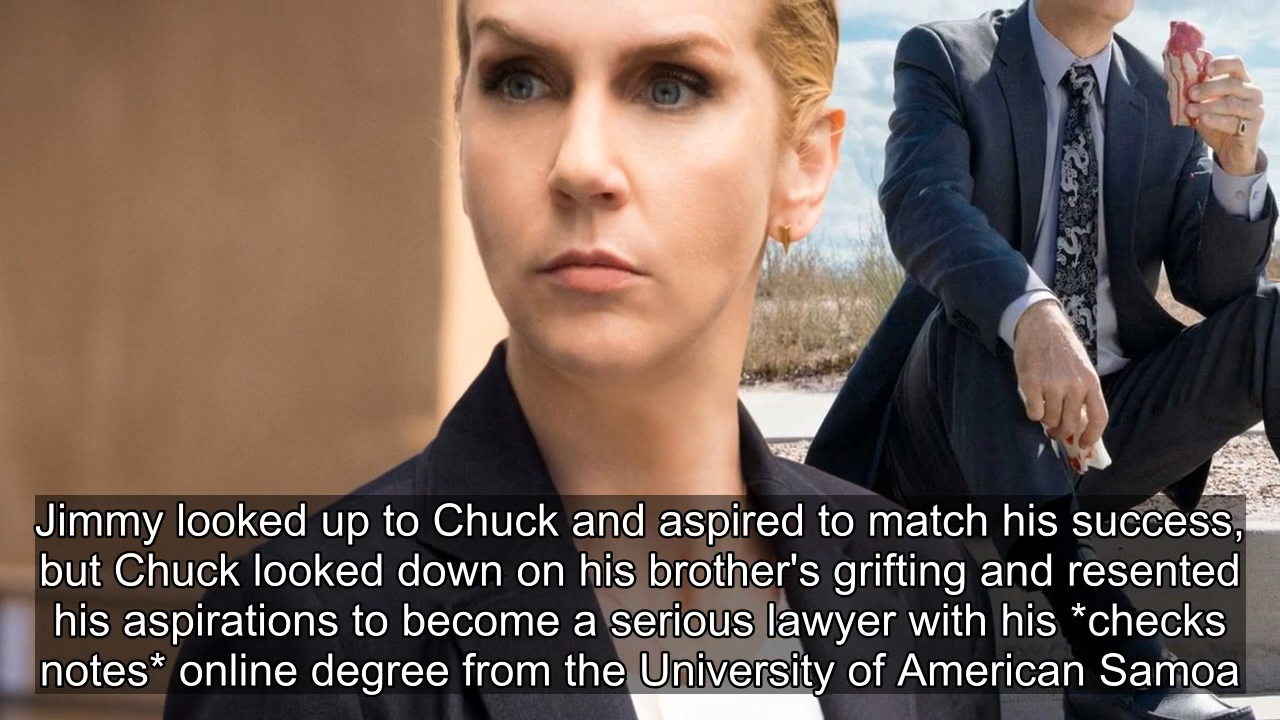 Jimmy looked up to Chuck and aspired to match his success,
but Chuck looked down on his brother's grifting and resented
his aspirations to become a serious lawyer with his *checks
notes* online degree from the University of American Samoa